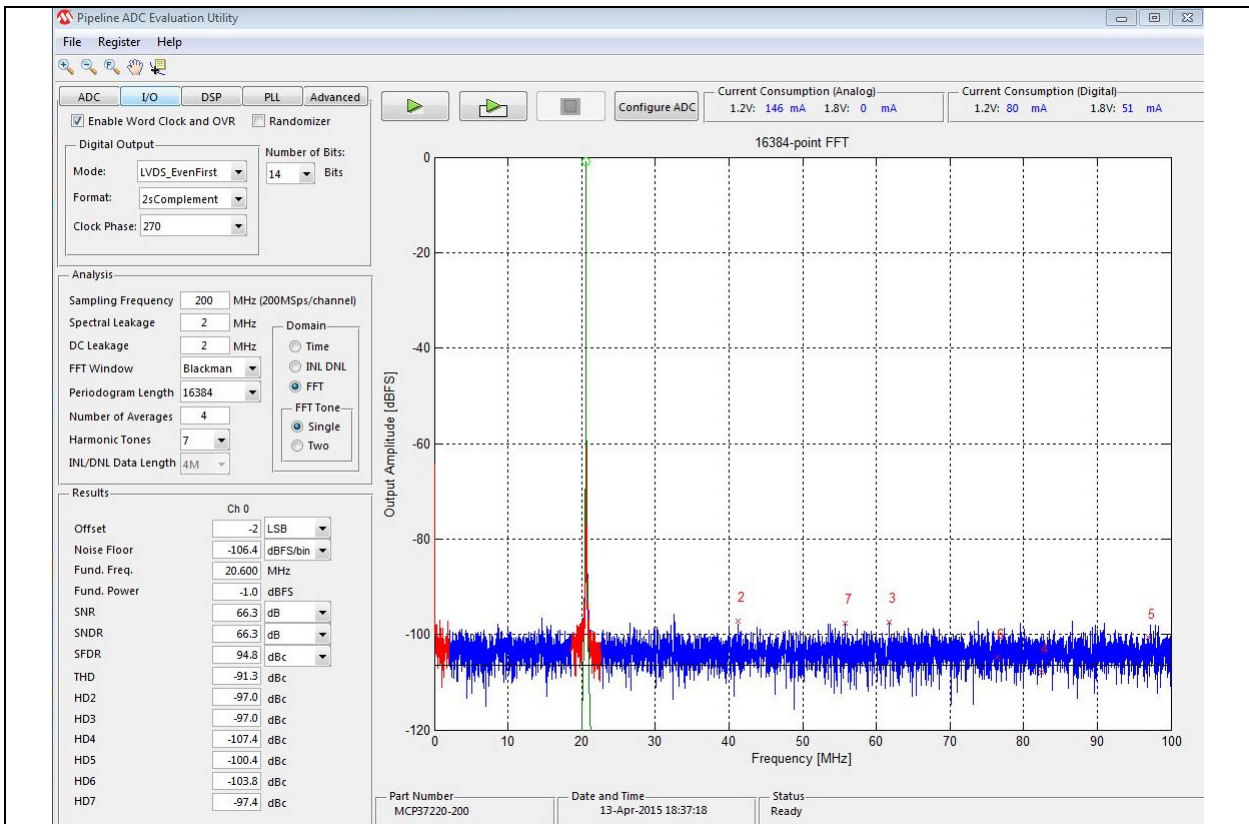 Pipeline ADC Evaluation Utility
File Register Help
ADC I/O DSP PLL Advanced
Enable Word Clock and OVR Randomizer
Digital Output
Mode: LVDS_EvenFirst
Format: 2sComplement
Clock Phase: 270
Number of Bits:
14 Bits
Analysis
Sampling Frequency 200 MHz (200MSps/channel)
Spectral Leakage 2 MHz
DC Leakage 2 MHz
FFT Window Blackman
Periodogram Length 16384
Number of Averages 4
Harmonic Tones 7
INL/DNL Data Length 4M
Domain
Time
INL DNL
FFT
FFT Tone
Single
Two
Results
Ch 0
Offset -2 LSB
Noise Floor -106.4 dBFS/bin
Fund. Freq. 20.600 MHz
Fund. Power -1.0 dBFS
SNR 66.3 dB
SNDR 66.3 dB
SFDR 94.8 dBc
THD -91.3 dBc
HD2 -97.0 dBc
HD3 -97.0 dBc
HD4 -107.4 dBc
HD5 -100.4 dBc
HD6 -103.8 dBc
HD7 -97.4 dBc
Configure ADC
Current Consumption (Analog)
1.2V: 146 mA 1.8V: 0 mA
Current Consumption (Digital)
1.2V: 80 mA 1.8V: 51 mA
16384-point FFT
Output Amplitude [dBFS]
0
-20
-40
-60
-80
-100
-120
2 7 3 6 4 5
0 10 20 30 40 50 60 70 80 90 100
Frequency [MHz]
Part Number
MCP37220-200
Date and Time
13-Apr-2015 18:37:18
Status
Ready